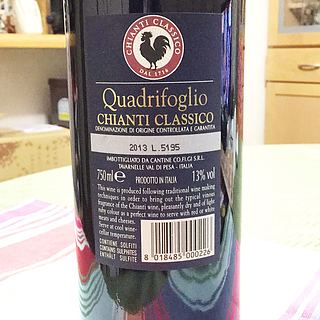 CHIANTI CLASSICO
DAL 1716
Quadrifoglio
CHIANTI CLASSICO
DENOMINAZIONE DI ORIGINE CONTROLLATA E GARANTITA
2013 L.5195
IMBOTTIGLIATO DA CANTINE CO.FI.GI S.R.L.
TAVARNELLE VAL DI PESA - ITALIA
750 ml e PRODOTTO IN ITALIA 13% vol
This wine is produced following traditional wine making
techniques in order to bring out the typical vinous
fragrance of the Chianti wine, pleasantly dry and of light
ruby colour as a perfect wine to serve with red or white
meats and cheeses.
Serve at cool wine-
cellar temperature.
CONTIENE SOLFITI
CONTAINS SULPHITES
ENTHÄLT SULFITE
8 018485 000226